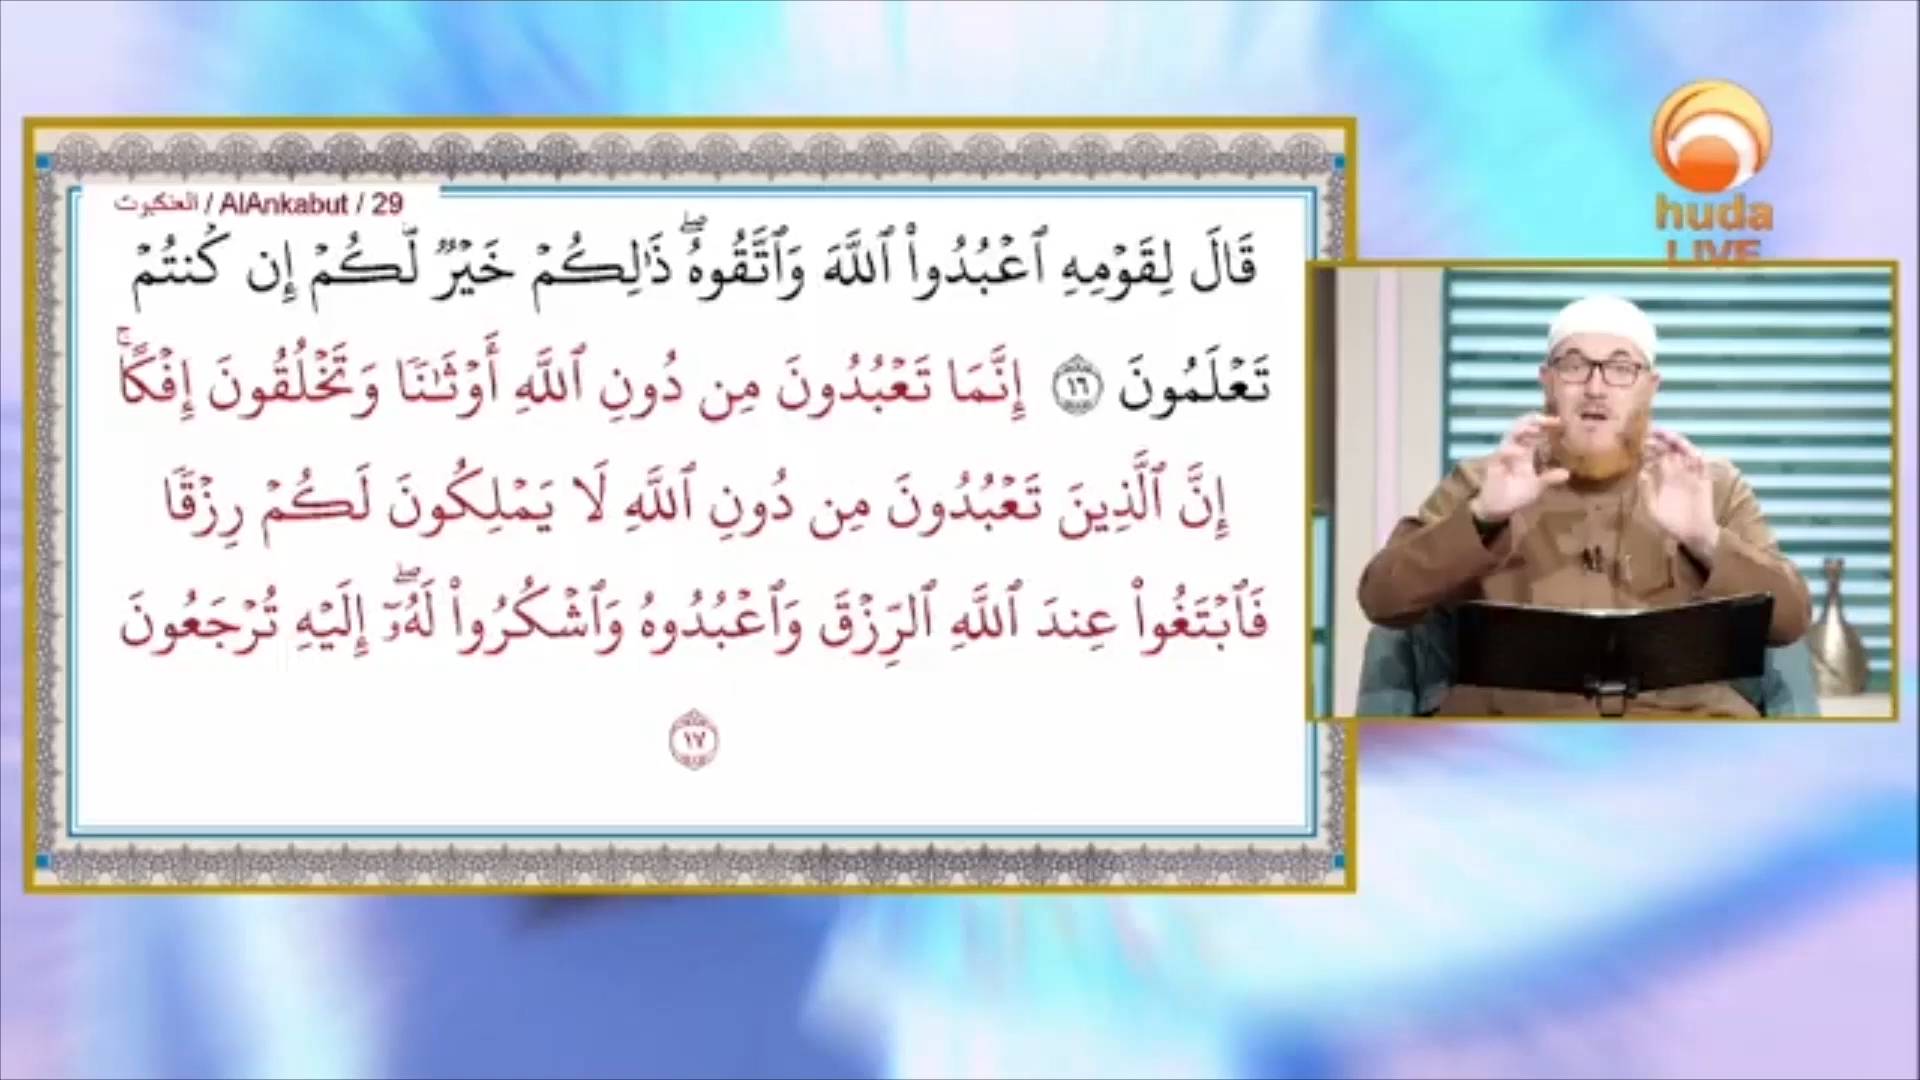 العنكبوت / AlAnkabut / 29
قَالَ لِقَوْمِهِ ٱعْبُدُوا۟ ٱللَّهَ وَٱتَّقُوهُ ۖ ذَٰلِكُمْ خَيْرٌ لَّكُمْ إِن كُنتُمْ
تَعْلَمُونَ ١٦ إِنَّمَا تَعْبُدُونَ مِن دُونِ ٱللَّهِ أَوْثَٰنًا وَتَخْلُقُونَ إِفْكًا ۚ
إِنَّ ٱلَّذِينَ تَعْبُدُونَ مِن دُونِ ٱللَّهِ لَا يَمْلِكُونَ لَكُمْ رِزْقًا
فَٱبْتَغُوا۟ عِندَ ٱللَّهِ ٱلرِّزْقَ وَٱعْبُدُوهُ وَٱشْكُرُوا۟ لَهُۥٓ ۖ إِلَيْهِ تُرْجَعُونَ
١٧
huda
LIVE